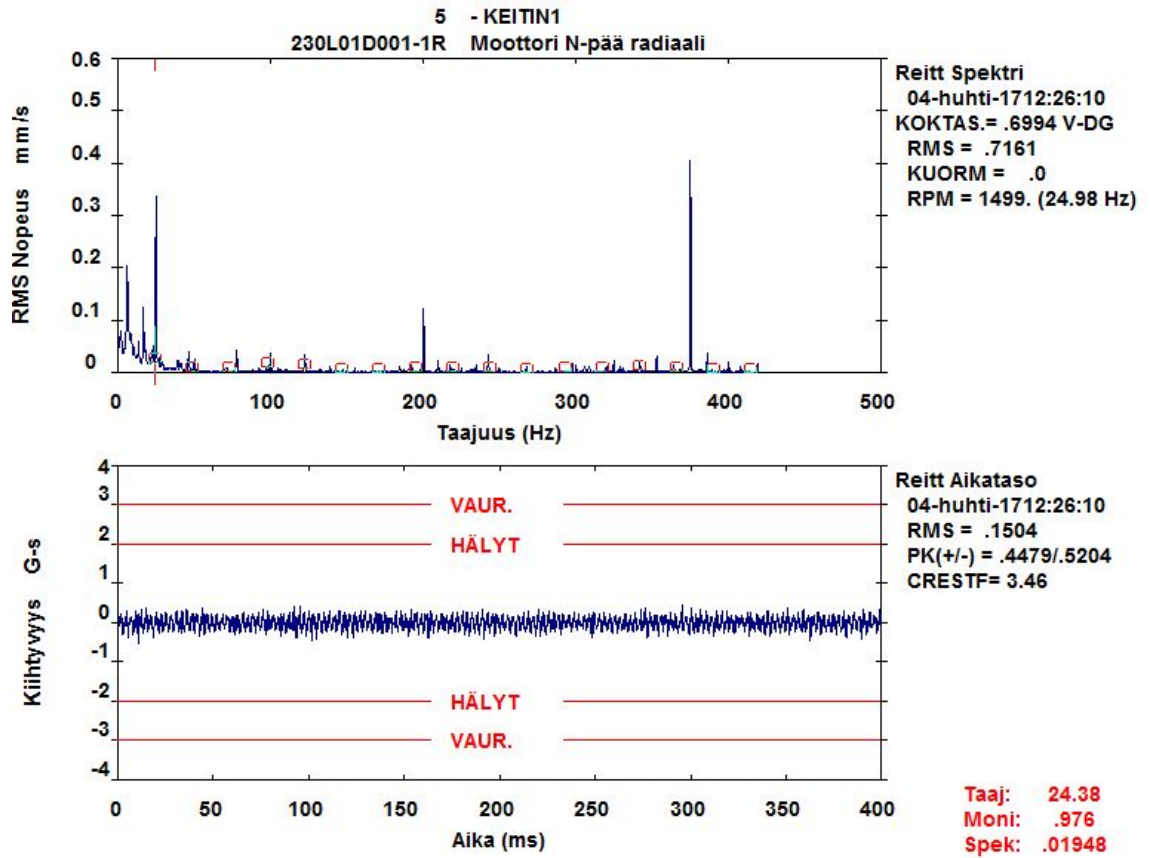 5 - KEITIN1
230L01D001-1R Moottori N-pää radiaali
RMS Nopeus mm/s
0.6
0.5
0.4
0.3
0.2
0.1
0
0 100 200 300 400 500
Taajuus (Hz)
Reitt Spektri
04-huhti-1712:26:10
KOKTAS.= .6994 V-DG
RMS = .7161
KUORM = .0
RPM = 1499. (24.98 Hz)
Kiihtyvyys G-s
4
3
2
1
0
-1
-2
-3
-4
VAUR.
HÄLYT
HÄLYT
VAUR.
0 50 100 150 200 250 300 350 400
Aika (ms)
Reitt Aikataso
04-huhti-1712:26:10
RMS = .1504
PK(+/-) = .4479/.5204
CRESTF= 3.46
Taaj: 24.38
Moni: .976
Spek: .01948